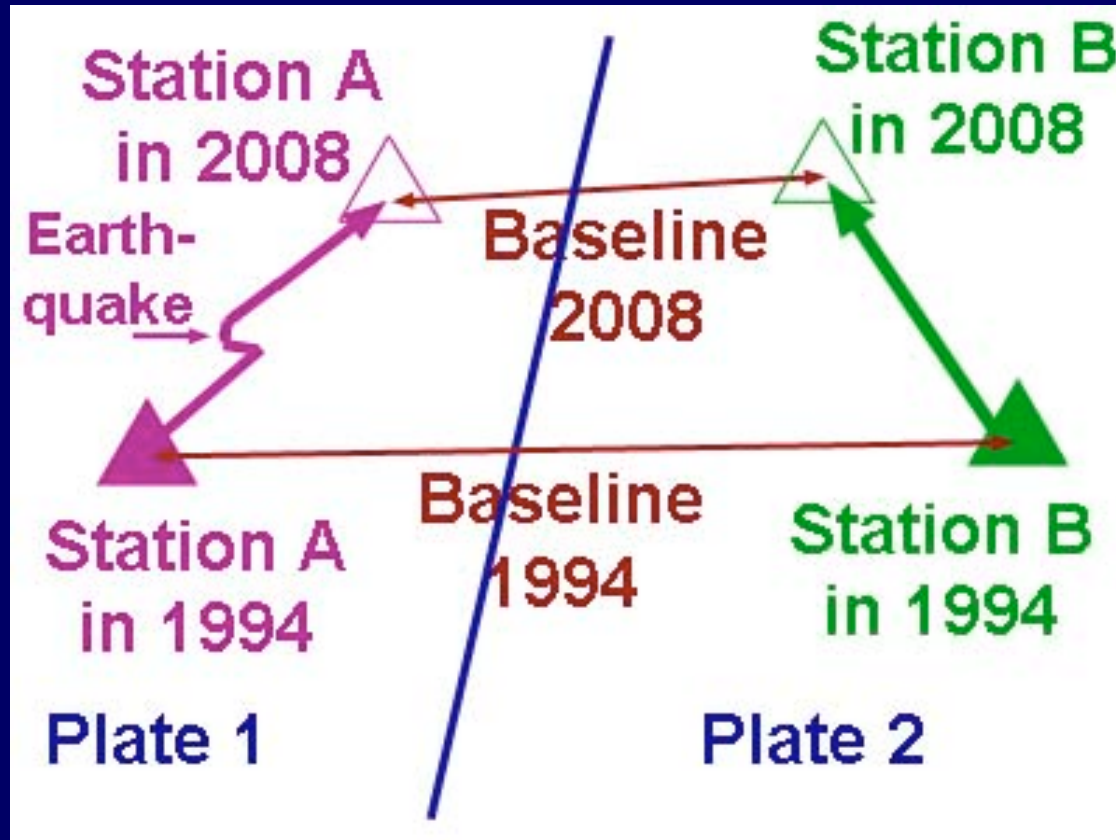 Station A
in 2008
Station B
in 2008
Earth-
quake
Baseline
2008
Baseline
1994
Station A
in 1994
Station B
in 1994
Plate 1
Plate 2